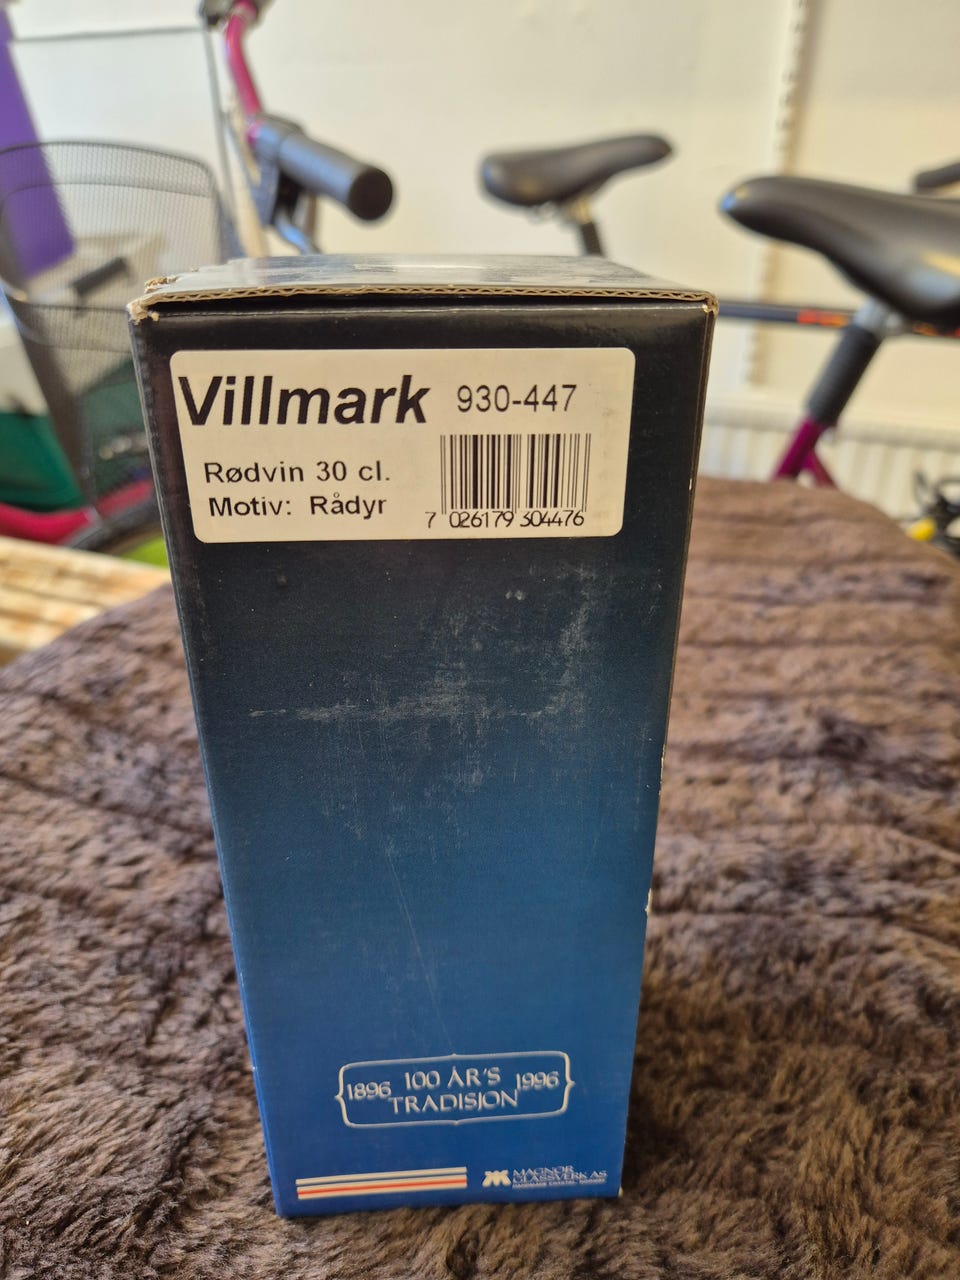 Villmark 930-447
Rødvin 30 cl.
Motiv: Rådyr
7 026179 304476
1896 100 ÅR'S 1996
TRADISJON
MAGNOR
GLASSVERK AS